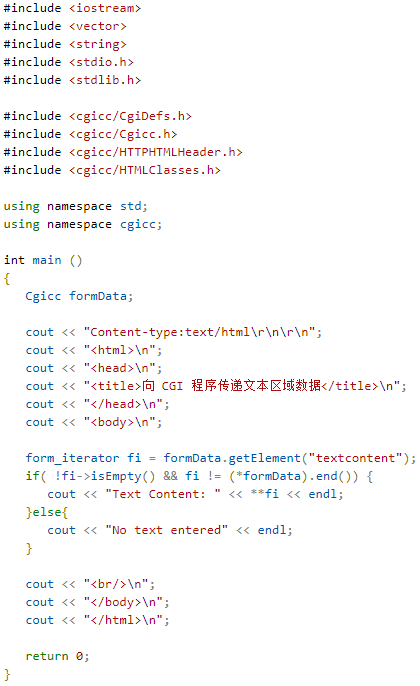 #include <iostream>
#include <vector>
#include <string>
#include <stdio.h>
#include <stdlib.h>

#include <cgicc/CgiDefs.h>
#include <cgicc/Cgicc.h>
#include <cgicc/HTTPHTMLHeader.h>
#include <cgicc/HTMLClasses.h>

using namespace std;
using namespace cgicc;

int main ()
{
   Cgicc formData;

   cout << "Content-type:text/html\r\n\r\n";
   cout << "<html>\n";
   cout << "<head>\n";
   cout << "<title>向 CGI 程序传递文本区域数据</title>\n";
   cout << "</head>\n";
   cout << "<body>\n";

   form_iterator fi = formData.getElement("textcontent");
   if( !fi->isEmpty() && fi != (*formData).end()) {
      cout << "Text Content: " << **fi << endl;
   }else{
      cout << "No text entered" << endl;
   }

   cout << "<br/>\n";
   cout << "</body>\n";
   cout << "</html>\n";

   return 0;
}